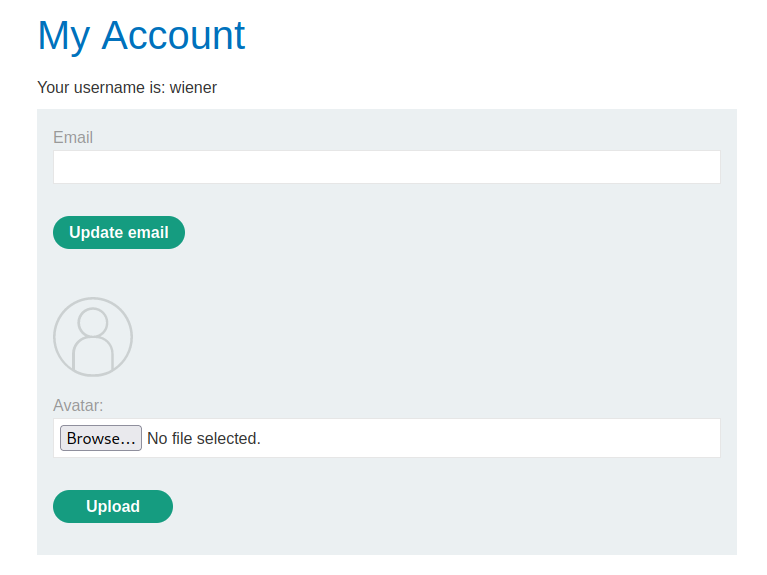 My Account
Your username is: wiener
Email
Update email
Avatar:
Browse... No file selected.
Upload